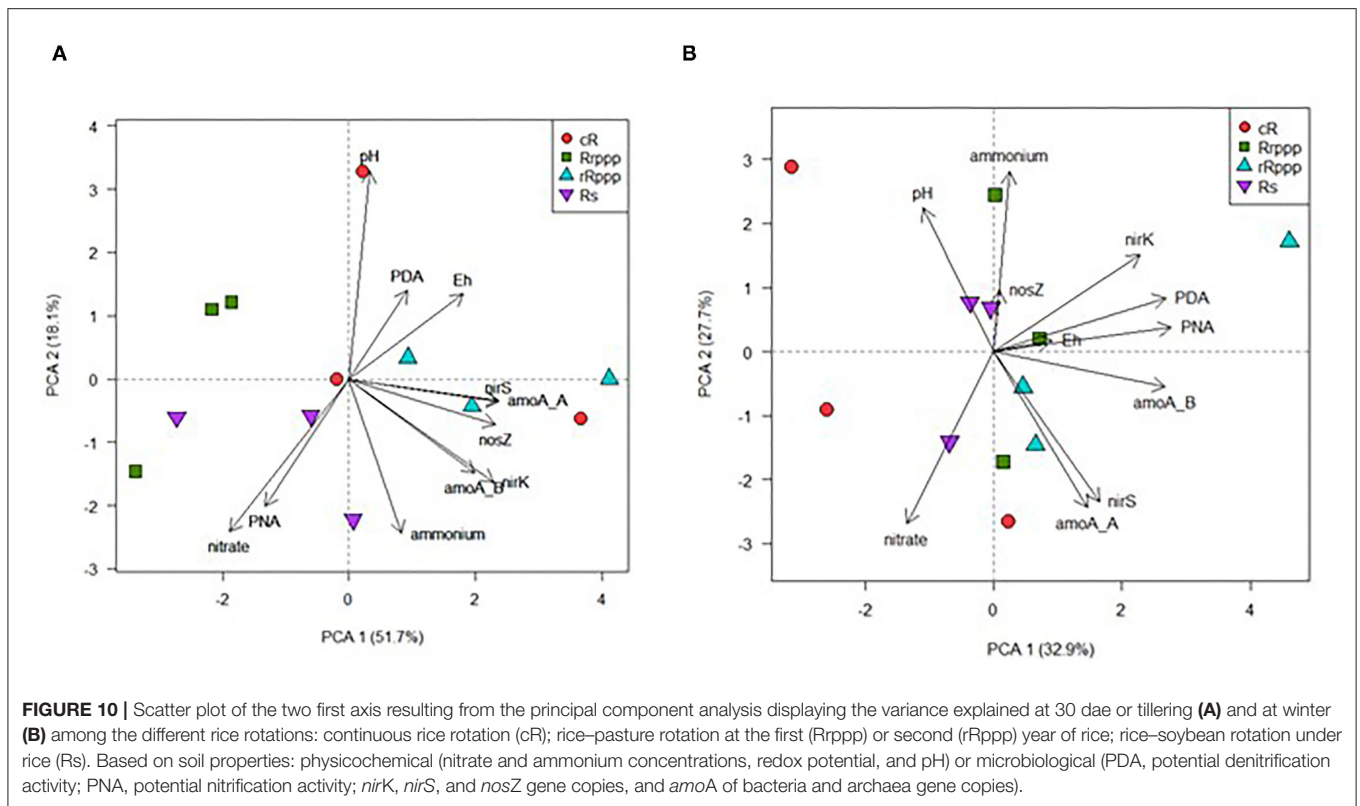 A
B
4
3
2
1
0
-1
-2
-3
-2
0
2
4
PCA 2 (18.1%)
PCA 1 (51.7%)
cR
Rrppp
rRppp
Rs
pH
PDA
Eh
nirS
amoA_A
nosZ
amoA_B
nirK
ammonium
PNA
nitrate
3
2
1
0
-1
-2
-3
-2
0
2
4
PCA 2 (27.7%)
PCA 1 (32.9%)
cR
Rrppp
rRppp
Rs
ammonium
pH
nirK
nosZ
PDA
PNA
Eh
amoA_B
nirS
amoA_A
nitrate
FIGURE 10 | Scatter plot of the two first axis resulting from the principal component analysis displaying the variance explained at 30 dae or tillering (A) and at winter
(B) among the different rice rotations: continuous rice rotation (cR); rice–pasture rotation at the first (Rrppp) or second (rRppp) year of rice; rice–soybean rotation under
rice (Rs). Based on soil properties: physicochemical (nitrate and ammonium concentrations, redox potential, and pH) or microbiological (PDA, potential denitrification
activity; PNA, potential nitrification activity; nirK, nirS, and nosZ gene copies, and amoA of bacteria and archaea gene copies).